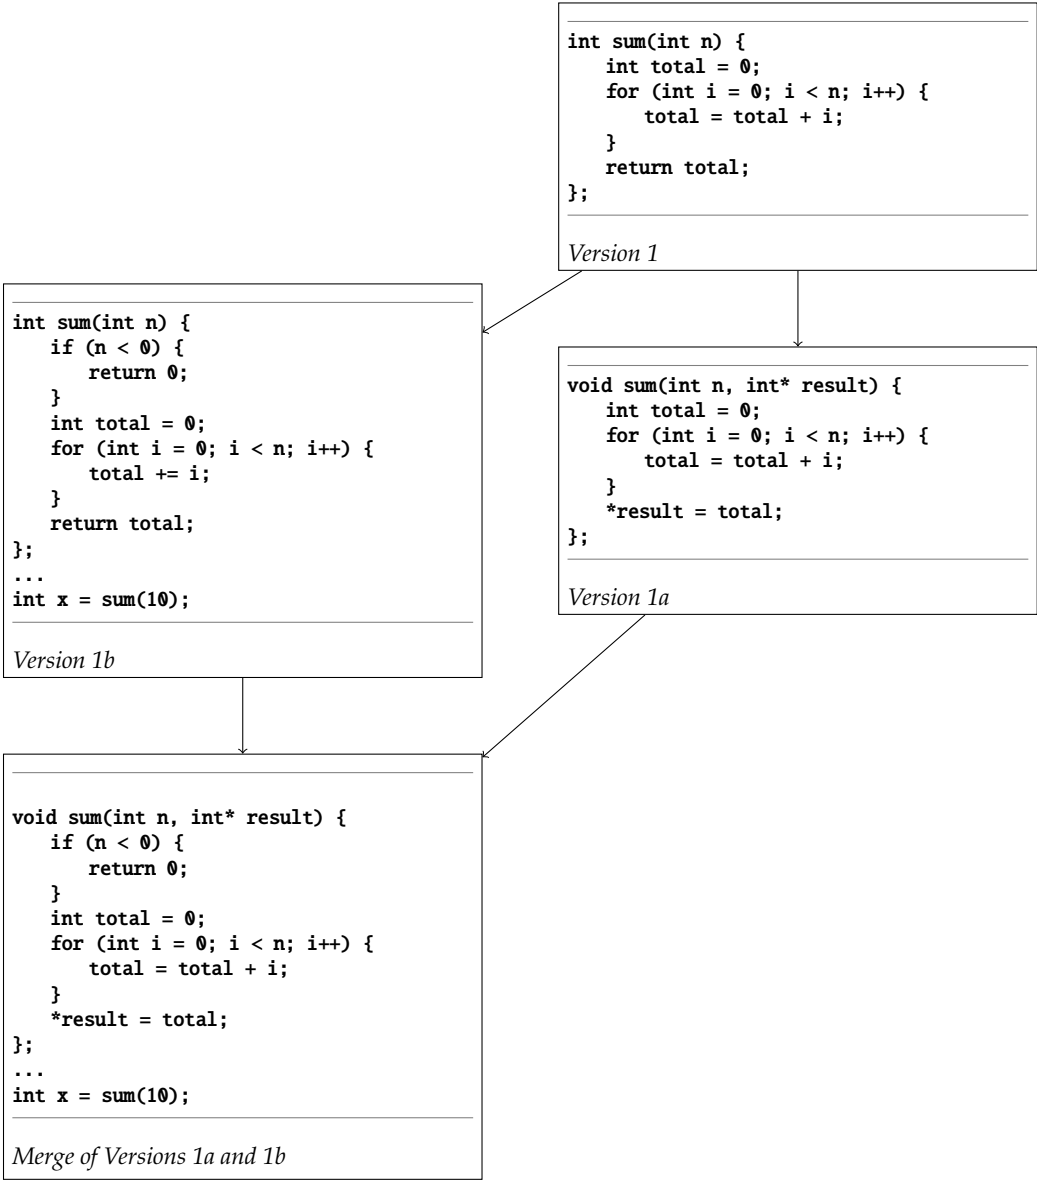 int sum(int n) {
int total = 0;
for (int i = 0; i < n; i++) {
total = total + i;
}
return total;
};
Version 1
int sum(int n) {
if (n < 0) {
return 0;
}
int total = 0;
for (int i = 0; i < n; i++) {
total += i;
}
return total;
};
...
int x = sum(10);
Version 1b
void sum(int n, int* result) {
int total = 0;
for (int i = 0; i < n; i++) {
total = total + i;
}
*result = total;
};
Version 1a
void sum(int n, int* result) {
if (n < 0) {
return 0;
}
int total = 0;
for (int i = 0; i < n; i++) {
total = total + i;
}
*result = total;
};
...
int x = sum(10);
Merge of Versions 1a and 1b